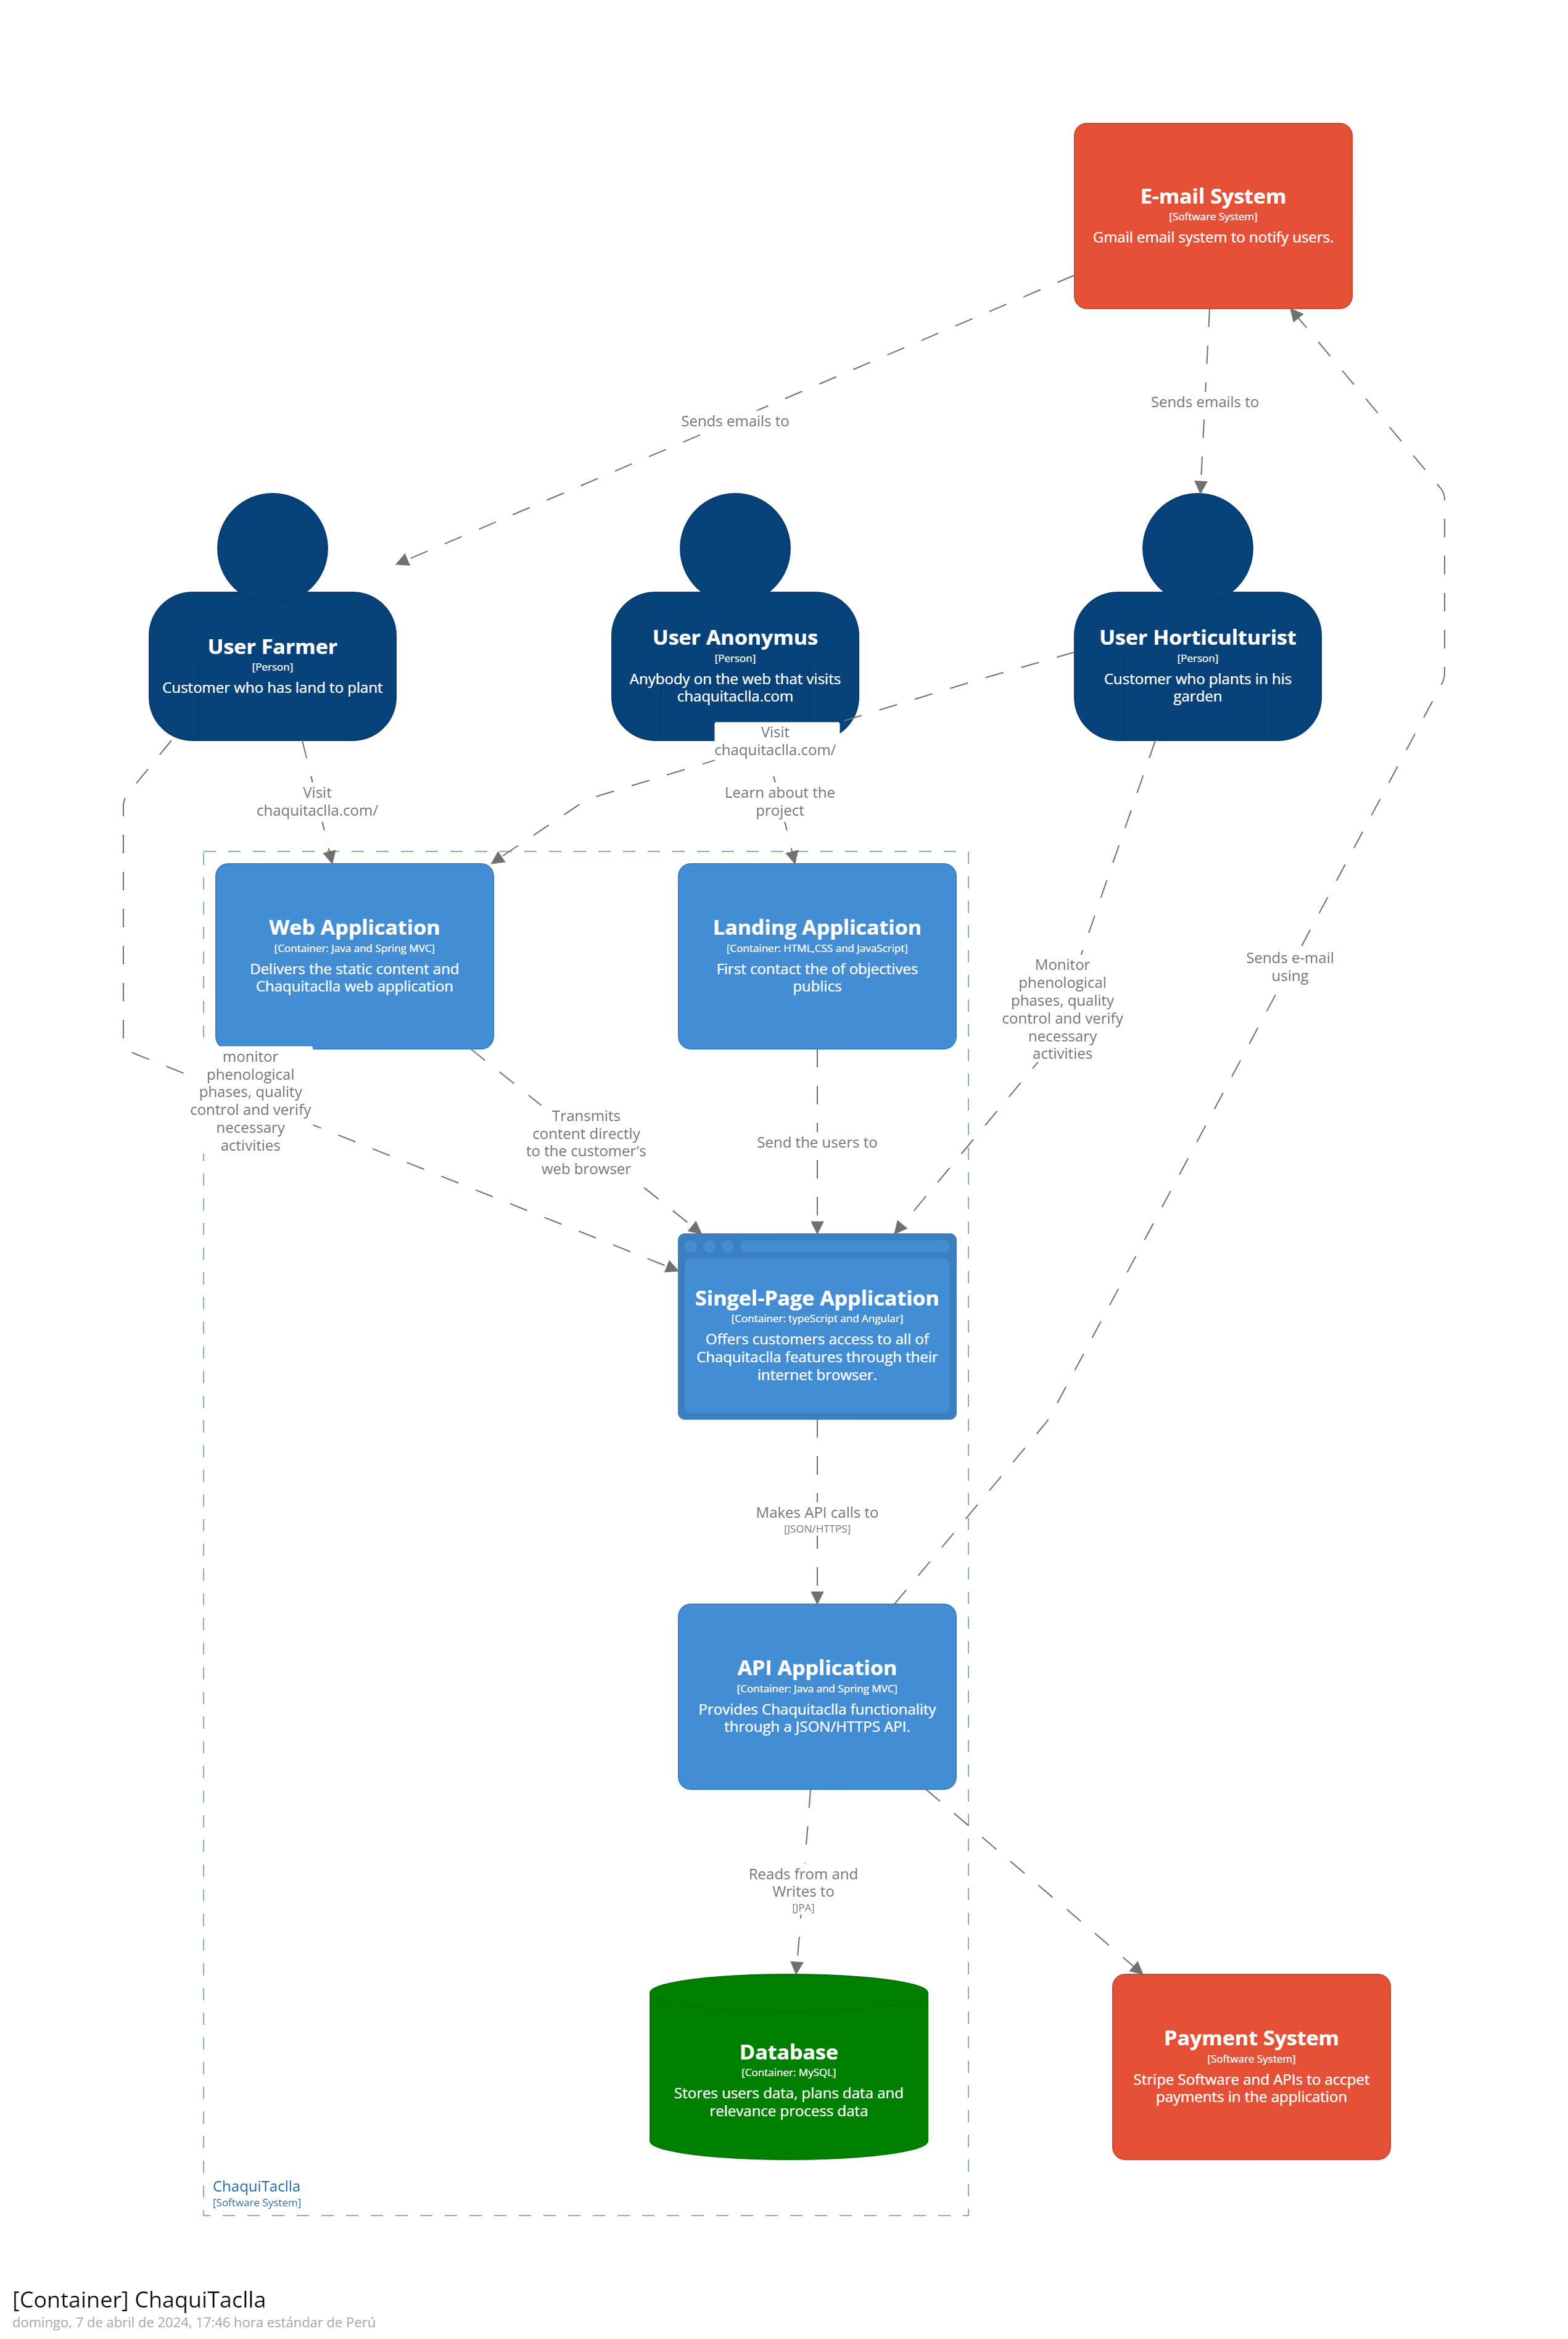 E-mail System
[Software System]
Gmail email system to notify users.
Sends emails to
Sends emails to
User Farmer
[Person]
Customer who has land to plant
User Anonymus
[Person]
Anybody on the web that visits
chaquitaclla.com
User Horticulturist
[Person]
Customer who plants in his
garden
Visit
chaquitaclla.com/
Visit
chaquitaclla.com/
Learn about the
project
Web Application
[Container: Java and Spring MVC]
Delivers the static content and
Chaquitaclla web application
Landing Application
[Container: HTML,CSS and JavaScript]
First contact the of objectives
publics
Monitor
phenological
phases, quality
control and verify
necessary
activities
Sends e-mail
using
monitor
phenological
phases, quality
control and verify
necessary
activities
Transmits
content directly
to the customer's
web browser
Send the users to
Singel-Page Application
[Container: typeScript and Angular]
Offers customers access to all of
Chaquitaclla features through their
internet browser.
Makes API calls to
[JSON/HTTPS]
API Application
[Container: Java and Spring MVC]
Provides Chaquitaclla functionality
through a JSON/HTTPS API.
Reads from and
Writes to
[JPA]
Database
[Container: MySQL]
Stores users data, plans data and
relevance process data
Payment System
[Software System]
Stripe Software and APIs to accpet
payments in the application
ChaquiTaclla
[Software System]
[Container] ChaquiTaclla
domingo, 7 de abril de 2024, 17:46 hora estándar de Perú